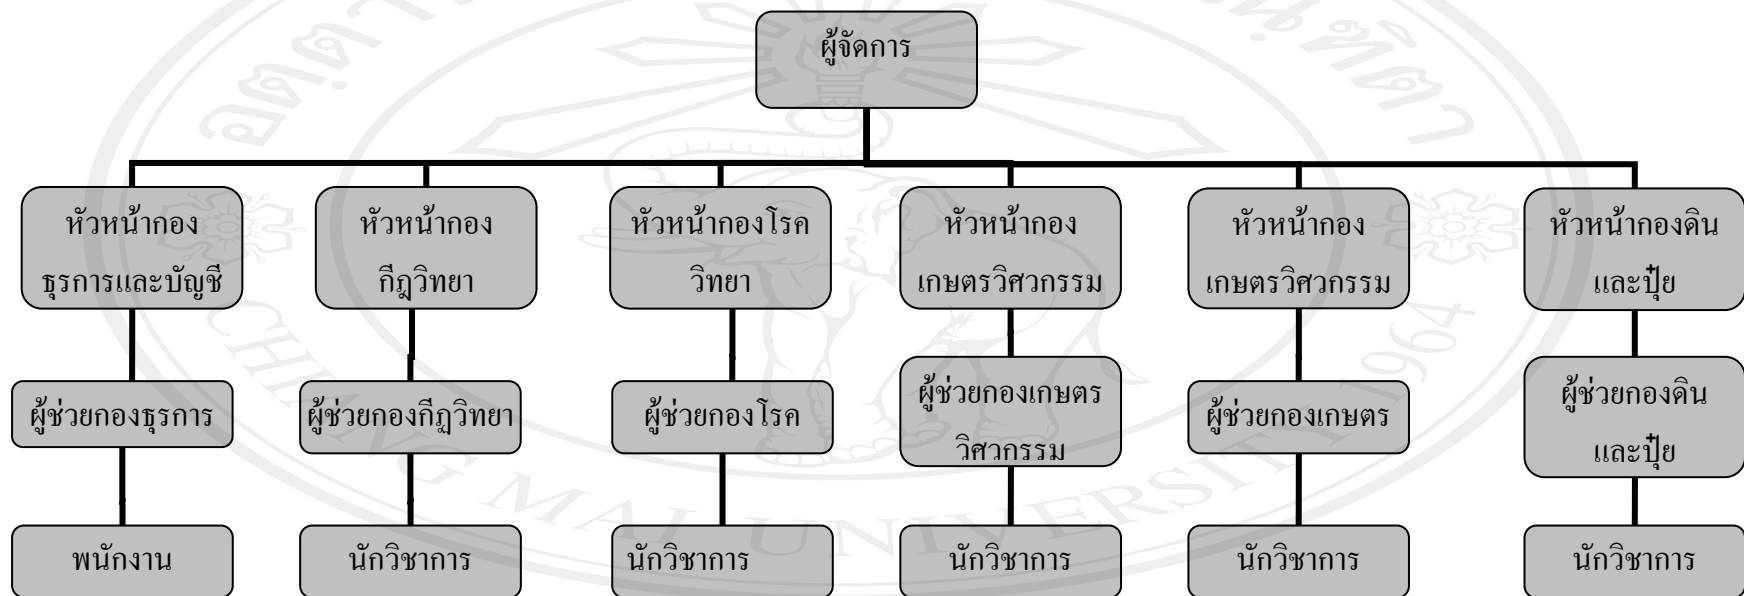 ผู้จัดการ
หัวหน้ากอง
ธุรการและบัญชี
หัวหน้ากอง
กีฎวิทยา
หัวหน้ากองโรค
วิทยา
หัวหน้ากอง
เกษตรวิศวกรรม
หัวหน้ากอง
เกษตรวิศวกรรม
หัวหน้ากองดิน
และปุ๋ย
ผู้ช่วยกองธุรการ
ผู้ช่วยกองกีฏวิทยา
ผู้ช่วยกองโรค
ผู้ช่วยกองเกษตร
วิศวกรรม
ผู้ช่วยกองเกษตร
ผู้ช่วยกองดิน
และปุ๋ย
พนักงาน
นักวิชาการ
นักวิชาการ
นักวิชาการ
นักวิชาการ
นักวิชาการ
CHIANG MAI UNIVERSITY 1964